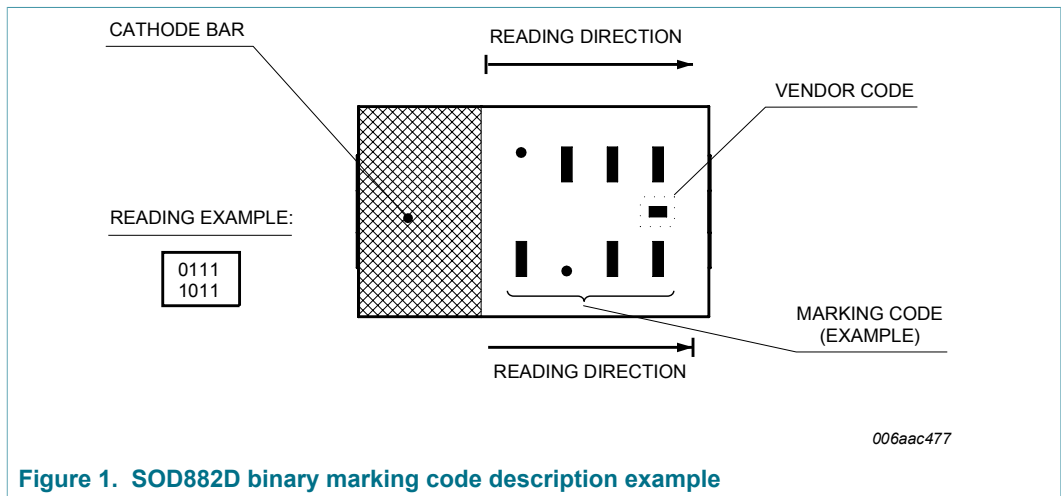 CATHODE BAR
READING DIRECTION
VENDOR CODE
READING EXAMPLE:
0111
1011
MARKING CODE
(EXAMPLE)
READING DIRECTION
006aac477
Figure 1. SOD882D binary marking code description example